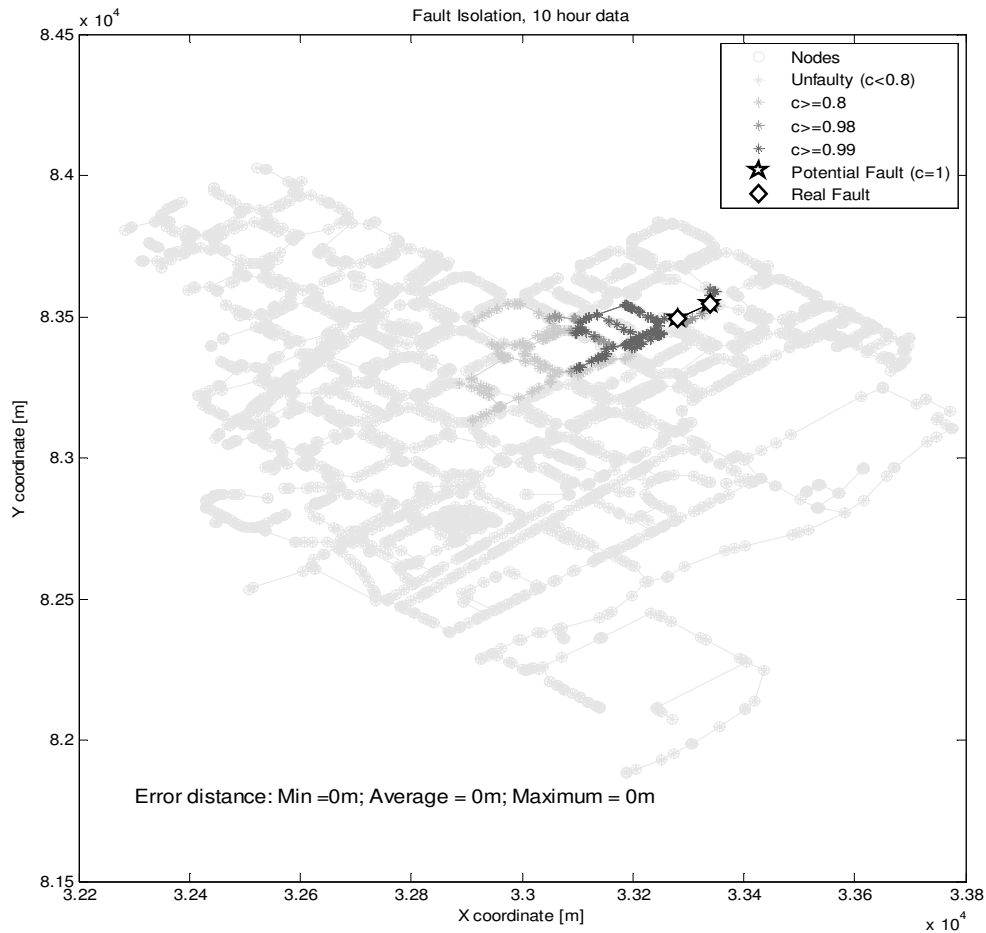 Fault Isolation, 10 hour data
x 10^4
8.45
8.4
8.35
8.3
8.25
8.2
8.15
Y coordinate [m]
Nodes
Unfaulty (c<0.8)
c>=0.8
c>=0.98
c>=0.99
Potential Fault (c=1)
Real Fault
Error distance: Min =0m; Average = 0m; Maximum = 0m
3.22 3.24 3.26 3.28 3.3 3.32 3.34 3.36 3.38
X coordinate [m]
x 10^4